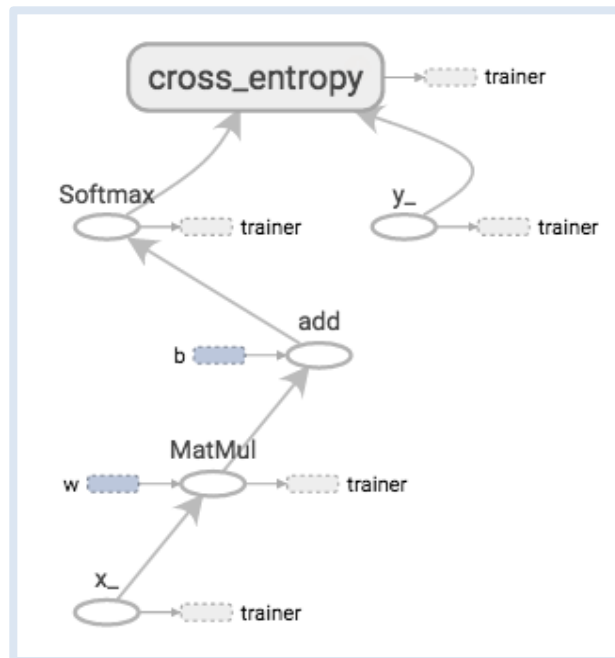 cross_entropy
trainer
Softmax
trainer
y_
trainer
add
b
MatMul
w
trainer
x_
trainer